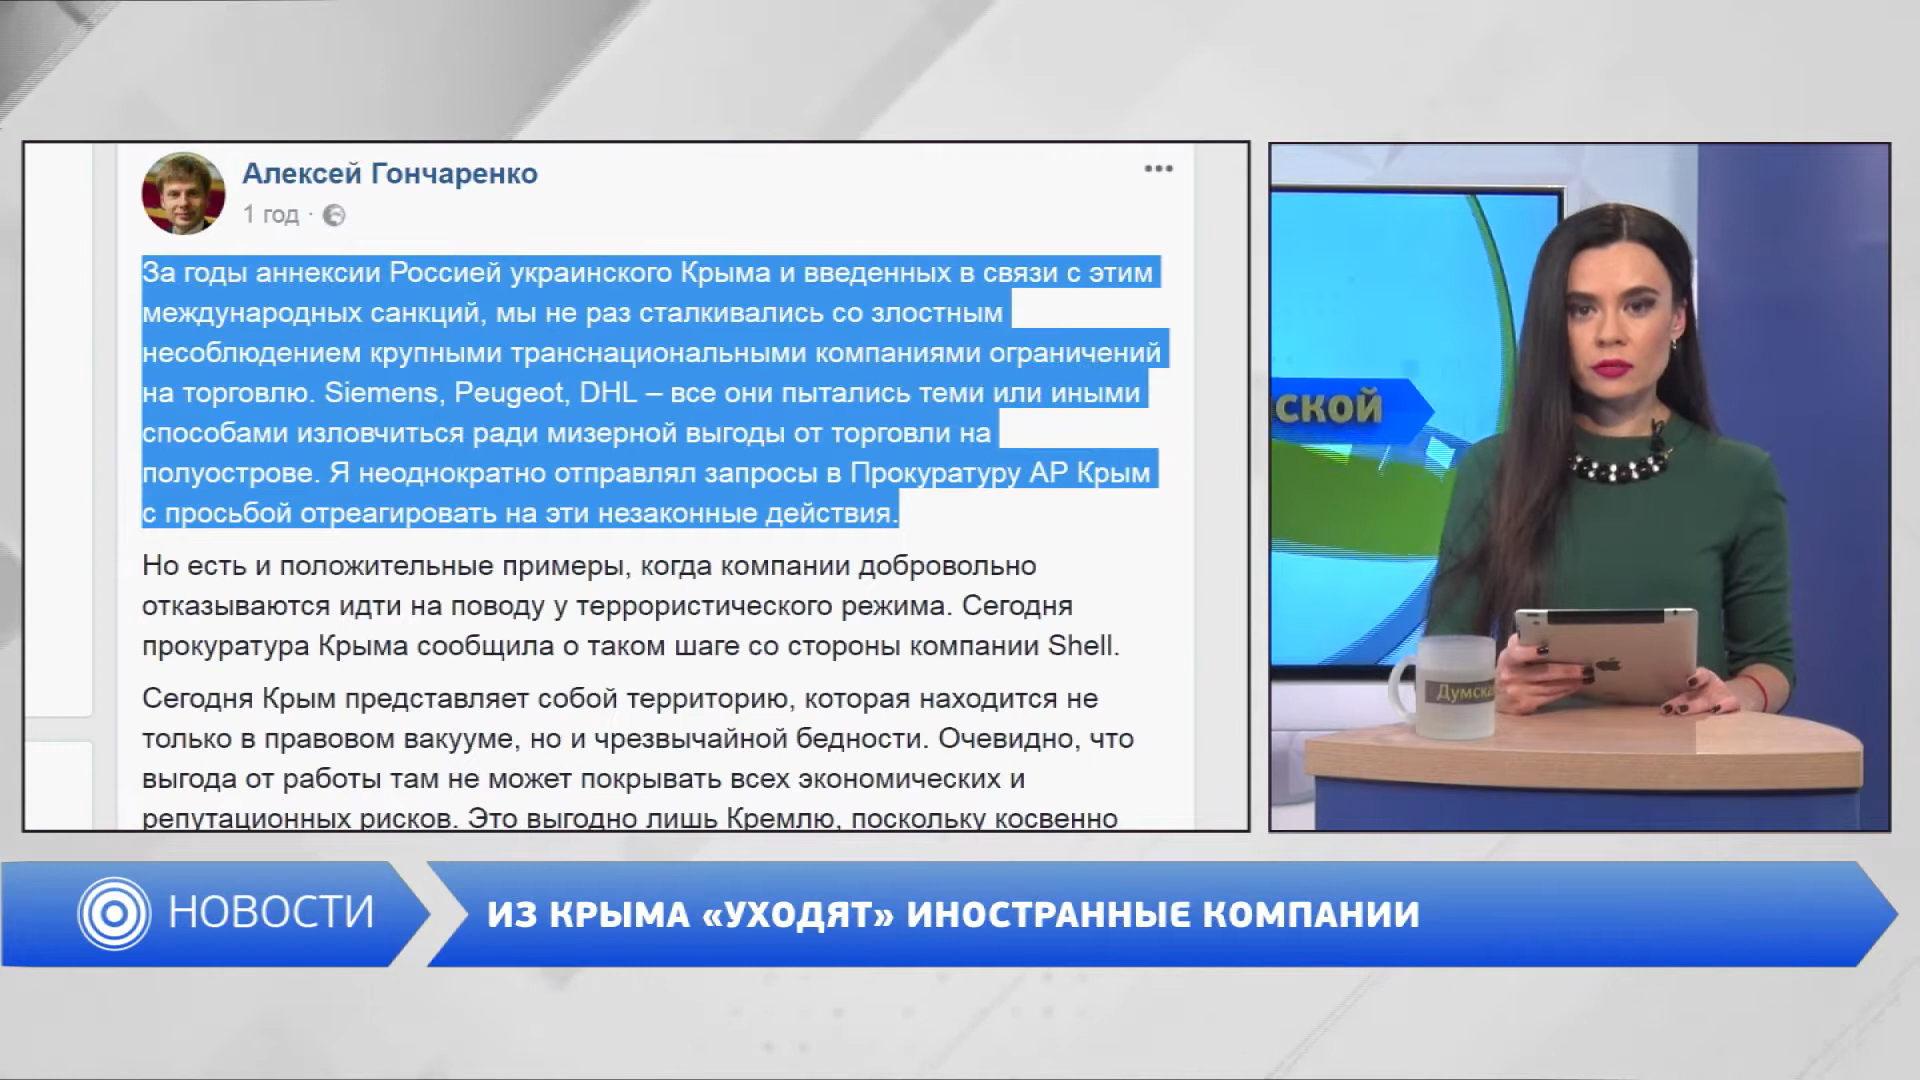 Алексей Гончаренко
1 год ·
За годы аннексии Россией украинского Крыма и введенных в связи с этим
международных санкций, мы не раз сталкивались со злостным
несоблюдением крупными транснациональными компаниями ограничений
на торговлю. Siemens, Peugeot, DHL – все они пытались теми или иными
способами изловчиться ради мизерной выгоды от торговли на
полуострове. Я неоднократно отправлял запросы в Прокуратуру АР Крым
с просьбой отреагировать на эти незаконные действия.
Но есть и положительные примеры, когда компании добровольно
отказываются идти на поводу у террористического режима. Сегодня
прокуратура Крыма сообщила о таком шаге со стороны компании Shell.
Сегодня Крым представляет собой территорию, которая находится не
только в правовом вакууме, но и чрезвычайной бедности. Очевидно, что
выгода от работы там не может покрывать всех экономических и
репутационных рисков. Это выгодно лишь Кремлю, поскольку косвенно
ской
Думска
НОВОСТИ
ИЗ КРЫМА «УХОДЯТ» ИНОСТРАННЫЕ КОМПАНИИ